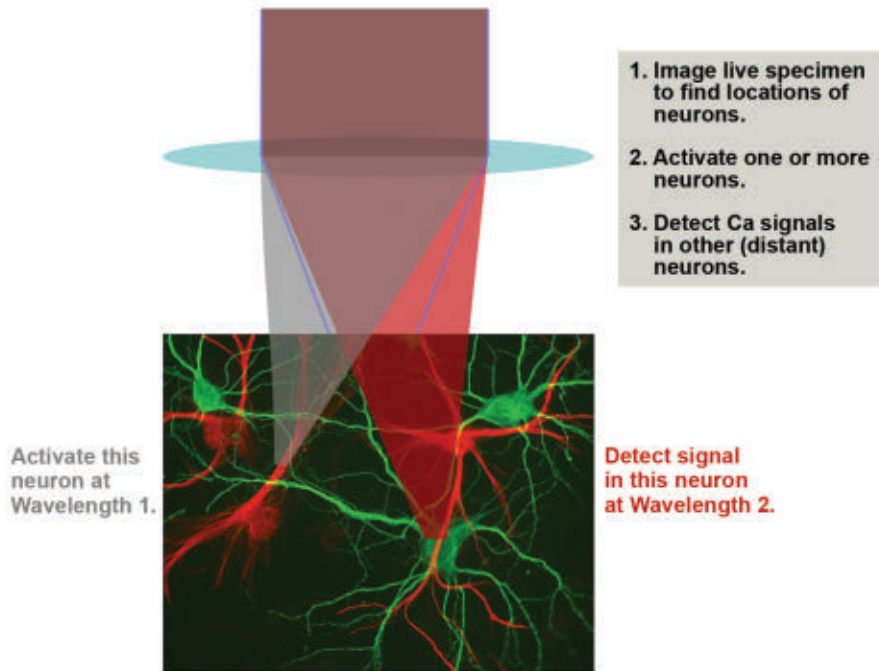 1. Image live specimen
to find locations of
neurons.
2. Activate one or more
neurons.
3. Detect Ca signals
in other (distant)
neurons.
Activate this
neuron at
Wavelength 1.
Detect signal
in this neuron
at Wavelength 2.